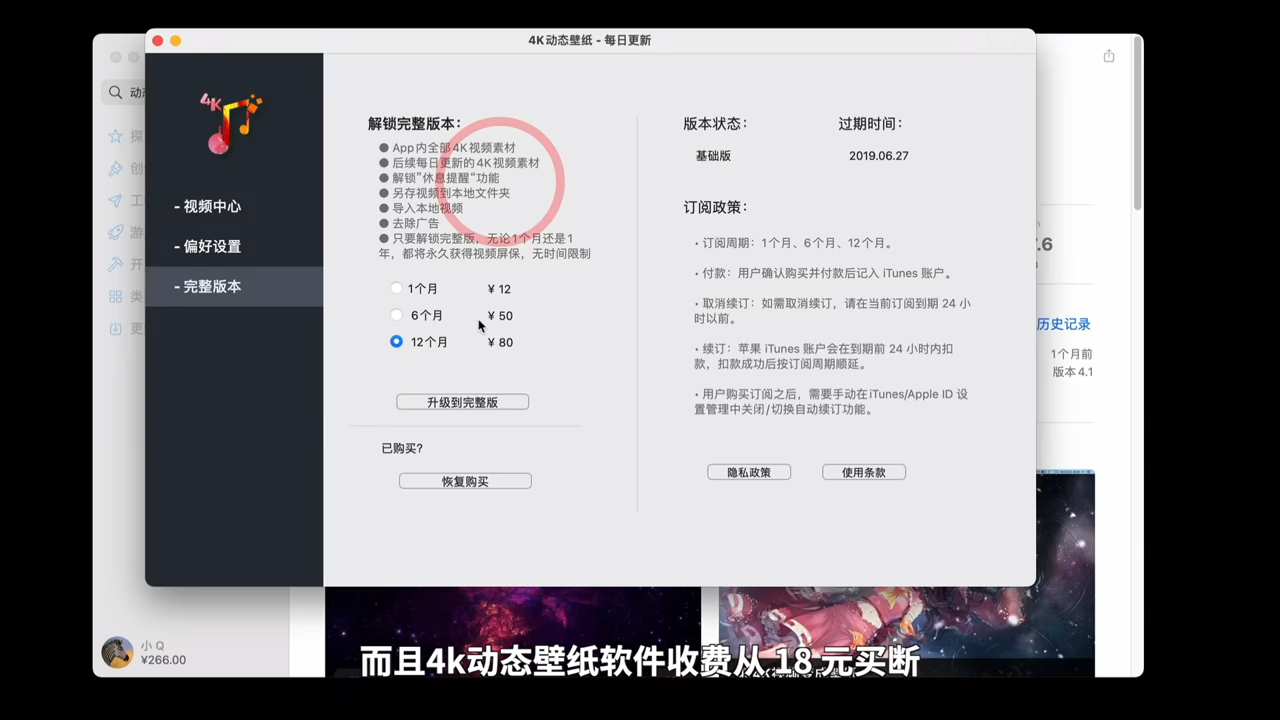 4K动态壁纸 - 每日更新
动态
探
创
工
游
开
类
更
小 Q
¥266.00
4K
- 视频中心
- 偏好设置
- 完整版本
解锁完整版本：
● App内全部4K视频素材
● 后续每日更新的4K视频素材
● 解锁"休息提醒“功能
● 另存视频到本地文件夹
● 导入本地视频
● 去除广告
● 只要解锁完整版，无论1个月还是1
年，都将永久获得视频屏保，无时间限制
1个月 ¥ 12
6个月 ¥ 50
12个月 ¥ 80
升级到完整版
已购买?
恢复购买
版本状态： 过期时间：
基础版 2019.06.27
订阅政策：
· 订阅周期：1个月、6个月、12个月。
· 付款：用户确认购买并付款后记入 iTunes 账户。
· 取消续订：如需取消续订，请在当前订阅到期 24 小
时以前。
· 续订：苹果 iTunes 账户会在到期前 24 小时内扣
款，扣款成功后按订阅周期顺延。
· 用户购买订阅之后，需要手动在iTunes/Apple ID 设
置管理中关闭/切换自动续订功能。
隐私政策 使用条款
7.6
历史记录
1个月前
版本 4.1
而且4k动态壁纸软件收费从 18 元买断